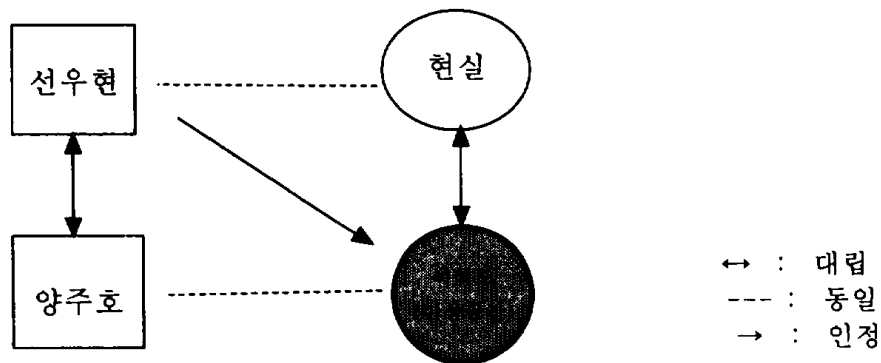 선우현
현실
양주호
↔ : 대립
--- : 동일
→ : 인정